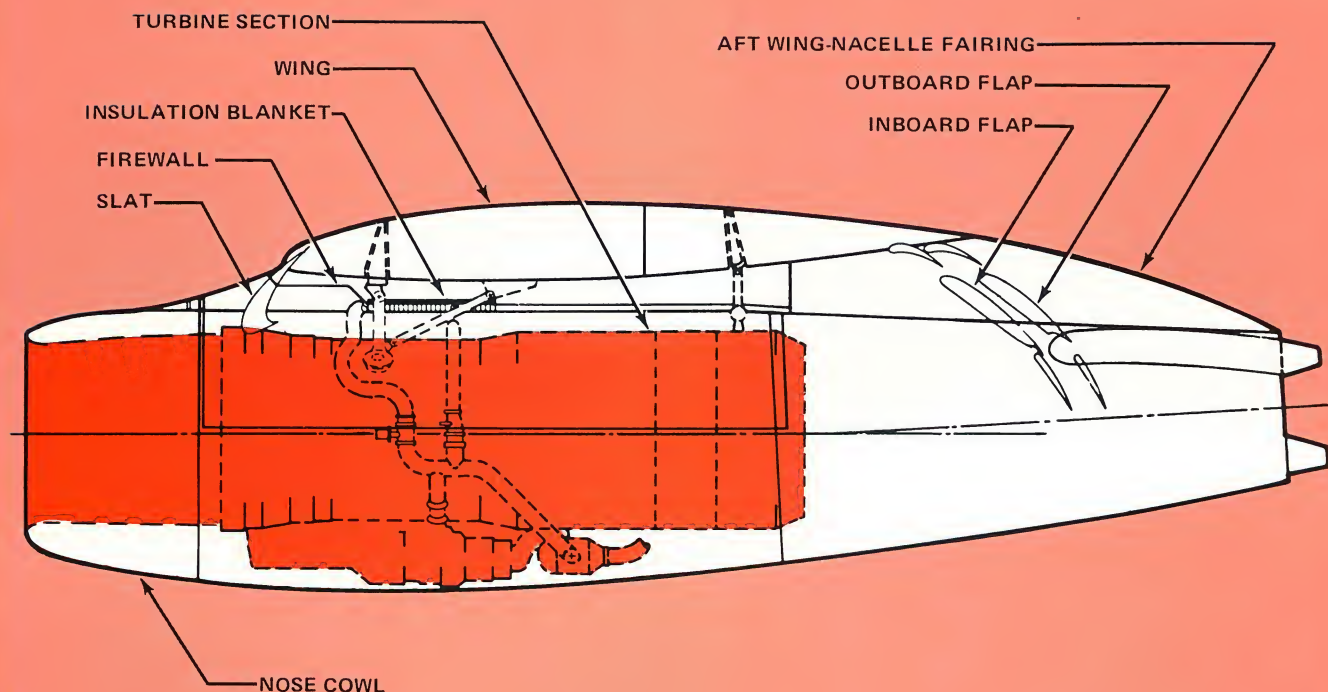 TURBINE SECTION
WING
INSULATION BLANKET
FIREWALL
SLAT
AFT WING-NACELLE FAIRING
OUTBOARD FLAP
INBOARD FLAP
NOSE COWL